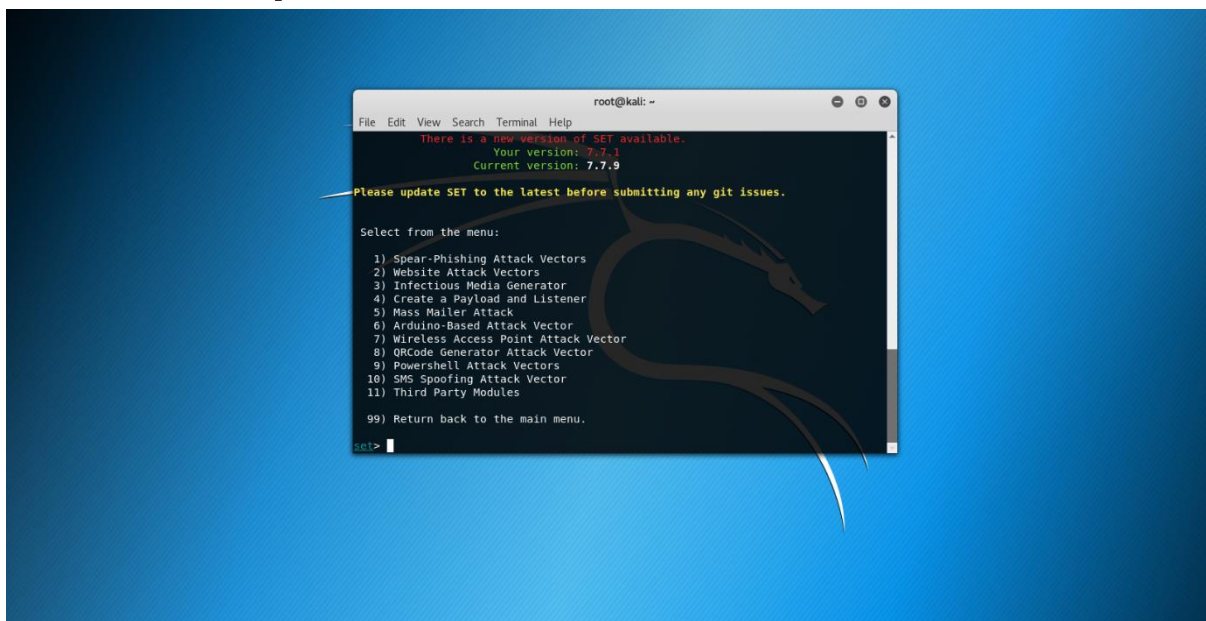 root@kali: ~
File Edit View Search Terminal Help
There is a new version of SET available.
Your version: 7.7.1
Current version: 7.7.9
Please update SET to the latest before submitting any git issues.
Select from the menu:
1) Spear-Phishing Attack Vectors
2) Website Attack Vectors
3) Infectious Media Generator
4) Create a Payload and Listener
5) Mass Mailer Attack
6) Arduino-Based Attack Vector
7) Wireless Access Point Attack Vector
8) QRCode Generator Attack Vector
9) Powershell Attack Vectors
10) SMS Spoofing Attack Vector
11) Third Party Modules
99) Return back to the main menu.
set>